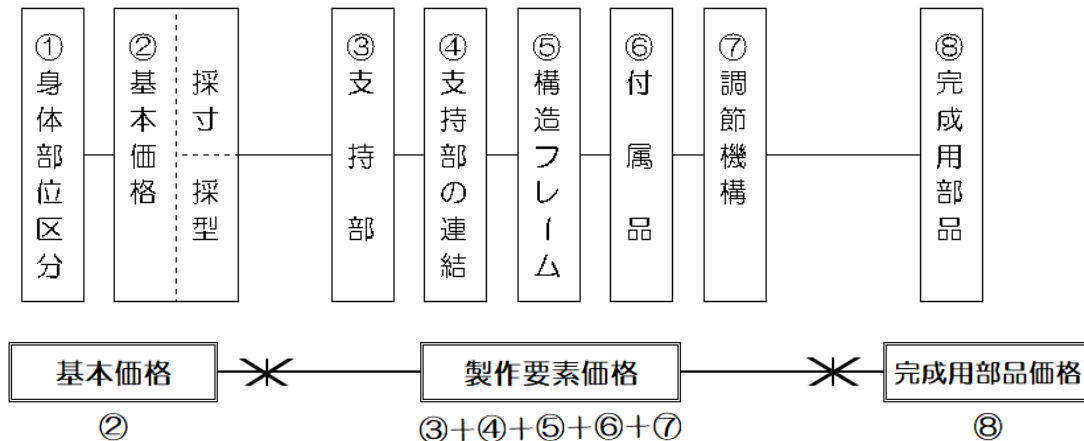 ①身体部位区分
②基本価格
採寸
採型
③支持部
④支持部の連結
⑤構造フレーム
⑥付属品
⑦調節機構
⑧完成用部品
基本価格
製作要素価格
完成用部品価格
②
③+④+⑤+⑥+⑦
⑧